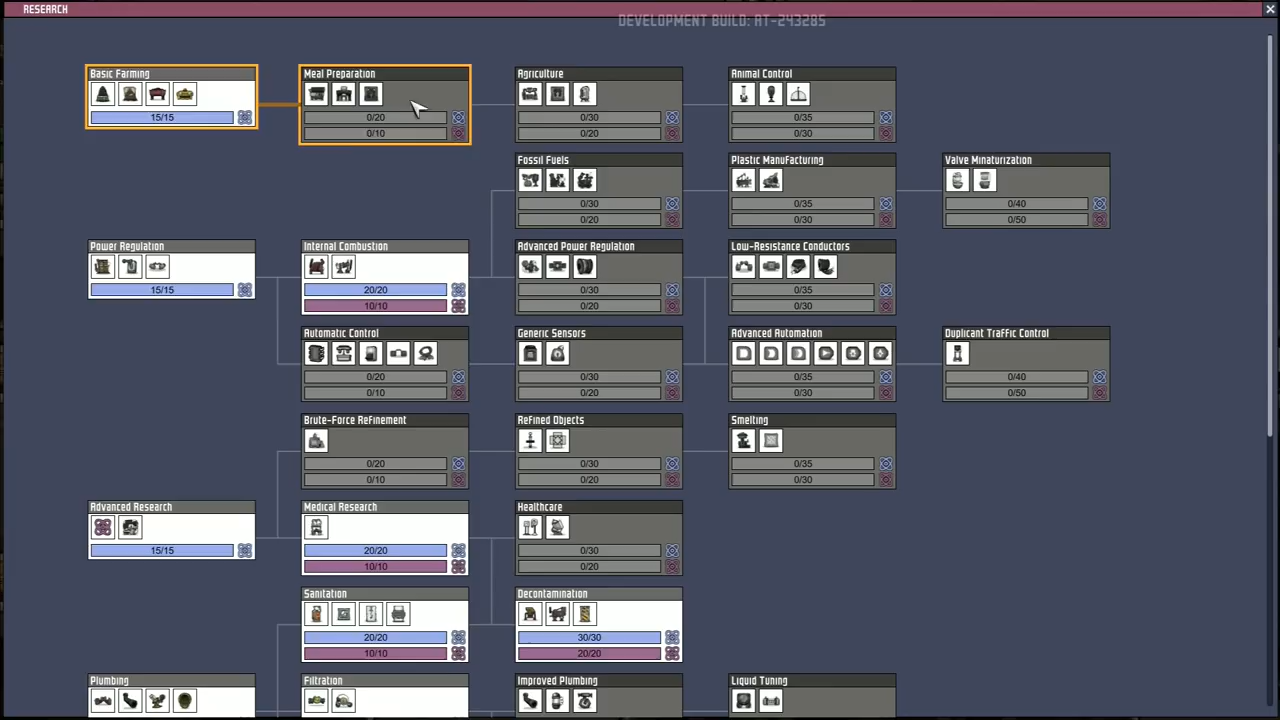 RESEARCH
DEVELOPMENT BUILD: AT-243285
Basic Farming
15/15
Meal Preparation
0/20
0/10
Agriculture
0/30
0/20
Animal Control
0/35
0/30
Fossil Fuels
0/30
0/20
Plastic Manufacturing
0/35
0/30
Valve Minaturization
0/40
0/50
Power Regulation
15/15
Internal Combustion
20/20
10/10
Advanced Power Regulation
0/30
0/20
Low-Resistance Conductors
0/35
0/30
Automatic Control
0/20
0/10
Generic Sensors
0/30
0/20
Advanced Automation
0/35
0/30
Duplicant Traffic Control
0/40
0/50
Brute-Force Refinement
0/20
0/10
Refined Objects
0/30
0/20
Smelting
0/35
0/30
Advanced Research
15/15
Medical Research
20/20
10/10
Healthcare
0/30
0/20
Sanitation
20/20
10/10
Decontamination
30/30
20/20
Plumbing
Filtration
Improved Plumbing
Liquid Tuning